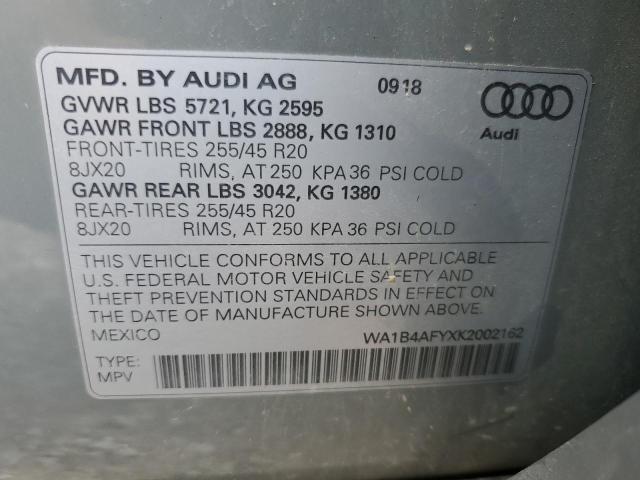 MFD. BY AUDI AG 0918
GVWR LBS 5721, KG 2595
GAWR FRONT LBS 2888, KG 1310
Audi
FRONT-TIRES 255/45 R20
8JX20 RIMS, AT 250 KPA 36 PSI COLD
GAWR REAR LBS 3042, KG 1380
REAR-TIRES 255/45 R20
8JX20 RIMS, AT 250 KPA 36 PSI COLD
THIS VEHICLE CONFORMS TO ALL APPLICABLE
U.S. FEDERAL MOTOR VEHICLE SAFETY AND
THEFT PREVENTION STANDARDS IN EFFECT ON
THE DATE OF MANUFACTURE SHOWN ABOVE.
MEXICO WA1B4AFYXK2002162
TYPE:
MPV